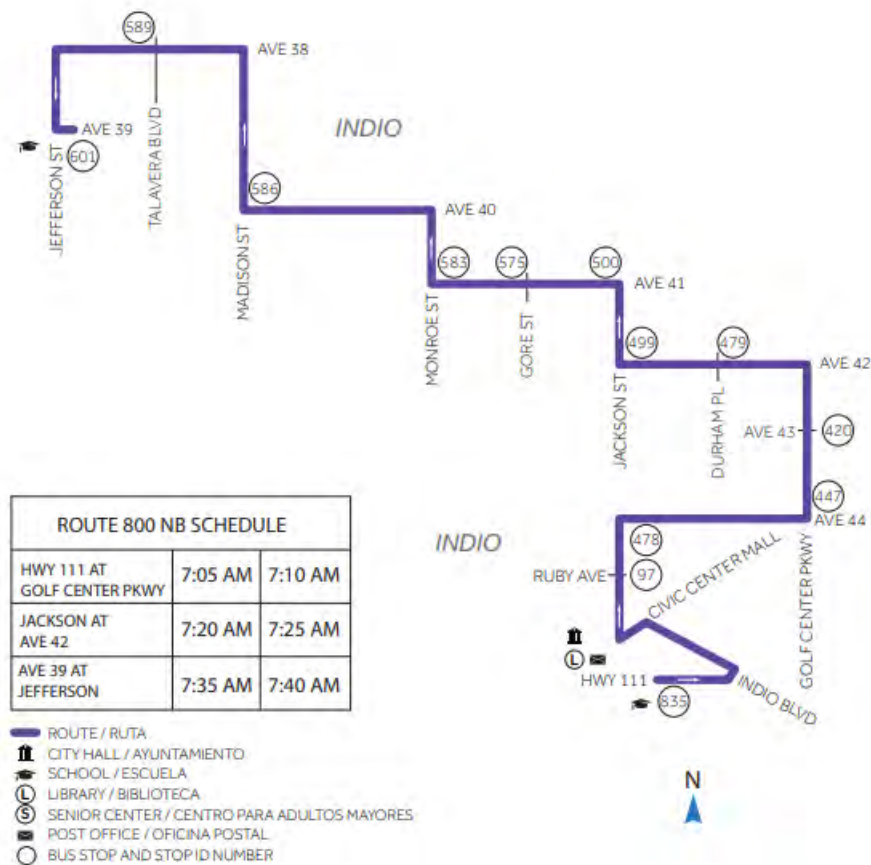 589
AVE 38
INDIO
AVE 39
601
JEFFERSON ST
TALAVERA BLVD
586
MADISON ST
AVE 40
583
575
500
AVE 41
MONROE ST
GORE ST
499
479
AVE 42
JACKSON ST
DURHAM PL
AVE 43
420
447
AVE 44
INDIO
478
RUBY AVE
97
CIVIC CENTER MALL
GOLF CENTER PKWY
L
HWY 111
835
INDIO BLVD
N
ROUTE 800 NB SCHEDULE
HWY 111 AT
GOLF CENTER PKWY
7:05 AM
7:10 AM
JACKSON AT
AVE 42
7:20 AM
7:25 AM
AVE 39 AT
JEFFERSON
7:35 AM
7:40 AM
ROUTE / RUTA
CITY HALL / AYUNTAMIENTO
SCHOOL / ESCUELA
L LIBRARY / BIBLIOTECA
S SENIOR CENTER / CENTRO PARA ADULTOS MAYORES
POST OFFICE / OFICINA POSTAL
BUS STOP AND STOP ID NUMBER